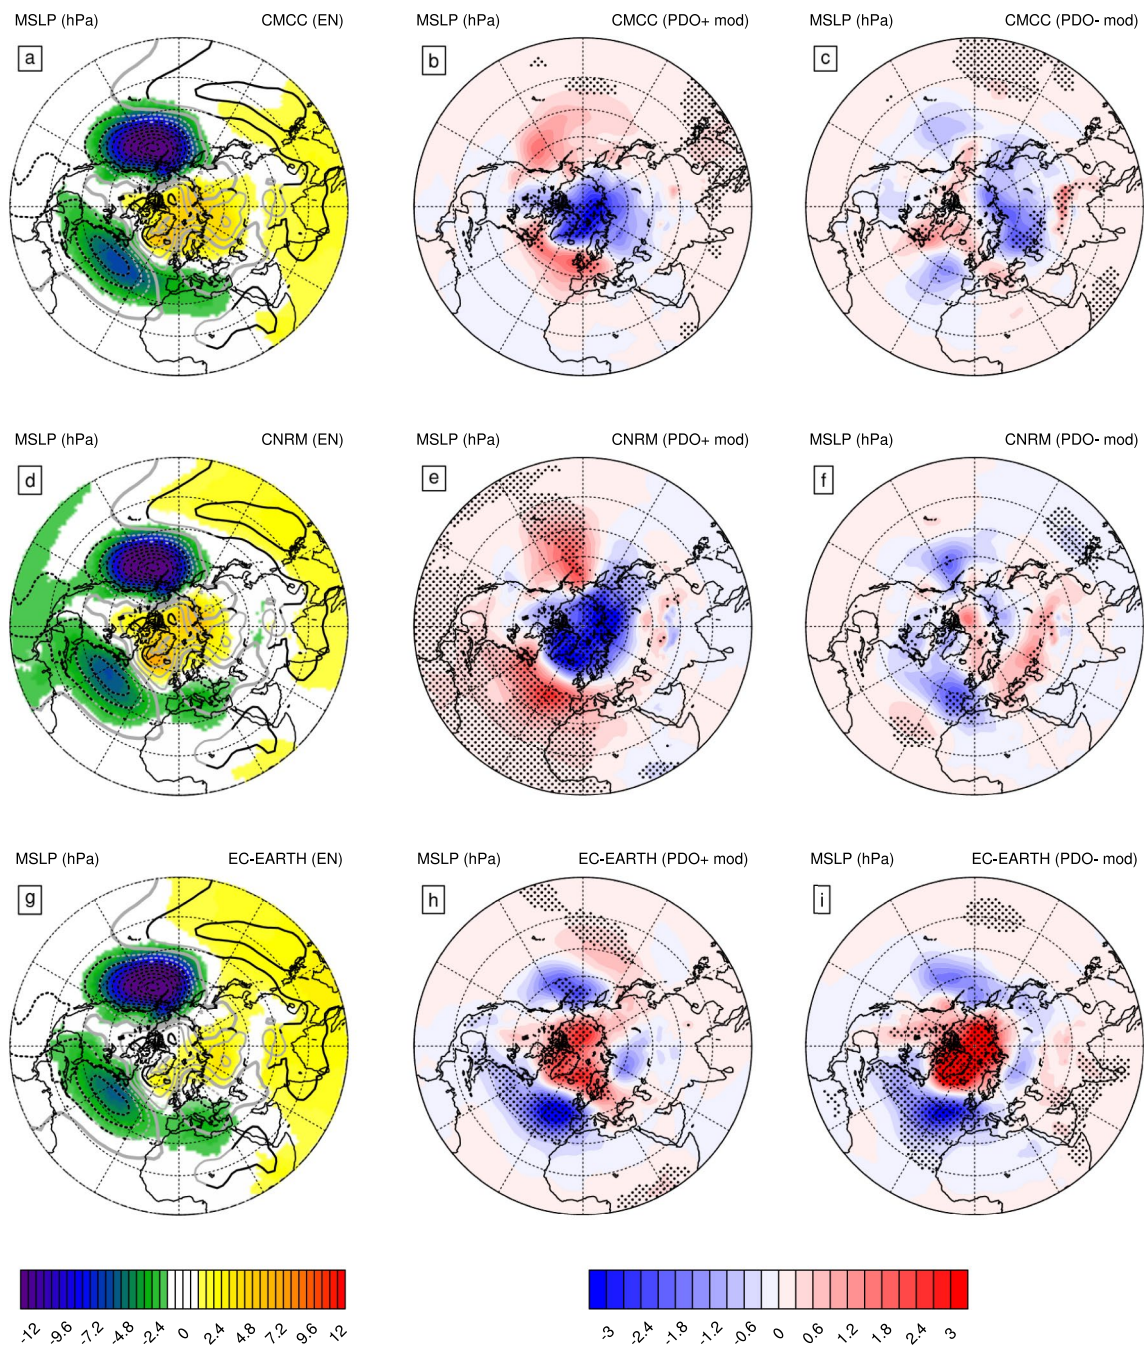 MSLP (hPa) CMCC (EN) MSLP (hPa) CMCC (PDO+ mod) MSLP (hPa) CMCC (PDO- mod)
a b c
MSLP (hPa) CNRM (EN) MSLP (hPa) CNRM (PDO+ mod) MSLP (hPa) CNRM (PDO- mod)
d e f
MSLP (hPa) EC-EARTH (EN) MSLP (hPa) EC-EARTH (PDO+ mod) MSLP (hPa) EC-EARTH (PDO- mod)
g h i
-12 -9.6 -7.2 -4.8 -2.4 0 2.4 4.8 7.2 9.6 12 -3 -2.4 -1.8 -1.2 -0.6 0 0.6 1.2 1.8 2.4 3